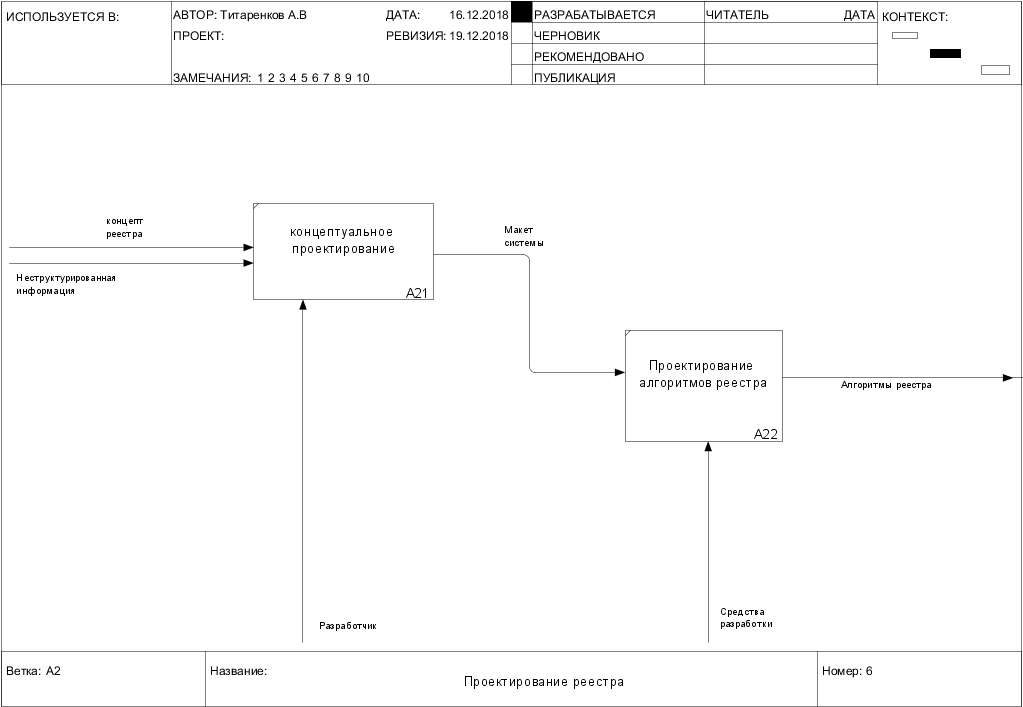 ИСПОЛЬЗУЕТСЯ В:
АВТОР: Титаренков А.В
ДАТА: 16.12.2018
РАЗРАБАТЫВАЕТСЯ
ЧИТАТЕЛЬ
ДАТА
КОНТЕКСТ:
ПРОЕКТ:
РЕВИЗИЯ: 19.12.2018
ЧЕРНОВИК
РЕКОМЕНДОВАНО
ЗАМЕЧАНИЯ: 1 2 3 4 5 6 7 8 9 10
ПУБЛИКАЦИЯ
концепт
реестра
Неструктурированная
информация
концептуальное
проектирование
A21
Макет
системы
Проектирование
алгоритмов реестра
A22
Алгоритмы реестра
Разработчик
Средства
разработки
Ветка: A2
Название:
Проектирование реестра
Номер: 6